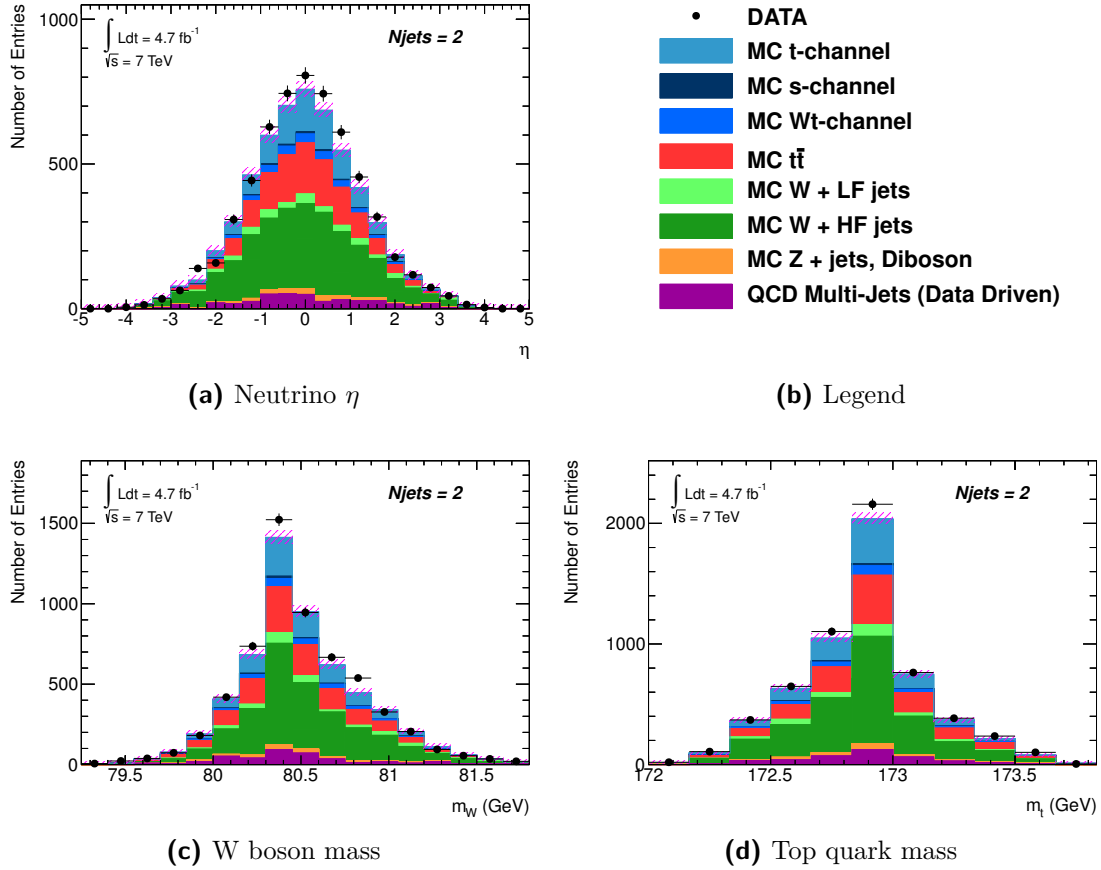 Number of Entries
1000
500
0
∫ Ldt = 4.7 fb⁻¹
√s = 7 TeV
Njets = 2
-5 -4 -3 -2 -1 0 1 2 3 4 5
η
(a) Neutrino η
DATA
MC t-channel
MC s-channel
MC Wt-channel
MC tt̄
MC W + LF jets
MC W + HF jets
MC Z + jets, Diboson
QCD Multi-Jets (Data Driven)
(b) Legend
Number of Entries
1500
1000
500
0
∫ Ldt = 4.7 fb⁻¹
√s = 7 TeV
Njets = 2
79.5 80 80.5 81 81.5
m_W (GeV)
(c) W boson mass
Number of Entries
2000
1000
0
∫ Ldt = 4.7 fb⁻¹
√s = 7 TeV
Njets = 2
172 172.5 173 173.5
m_t (GeV)
(d) Top quark mass